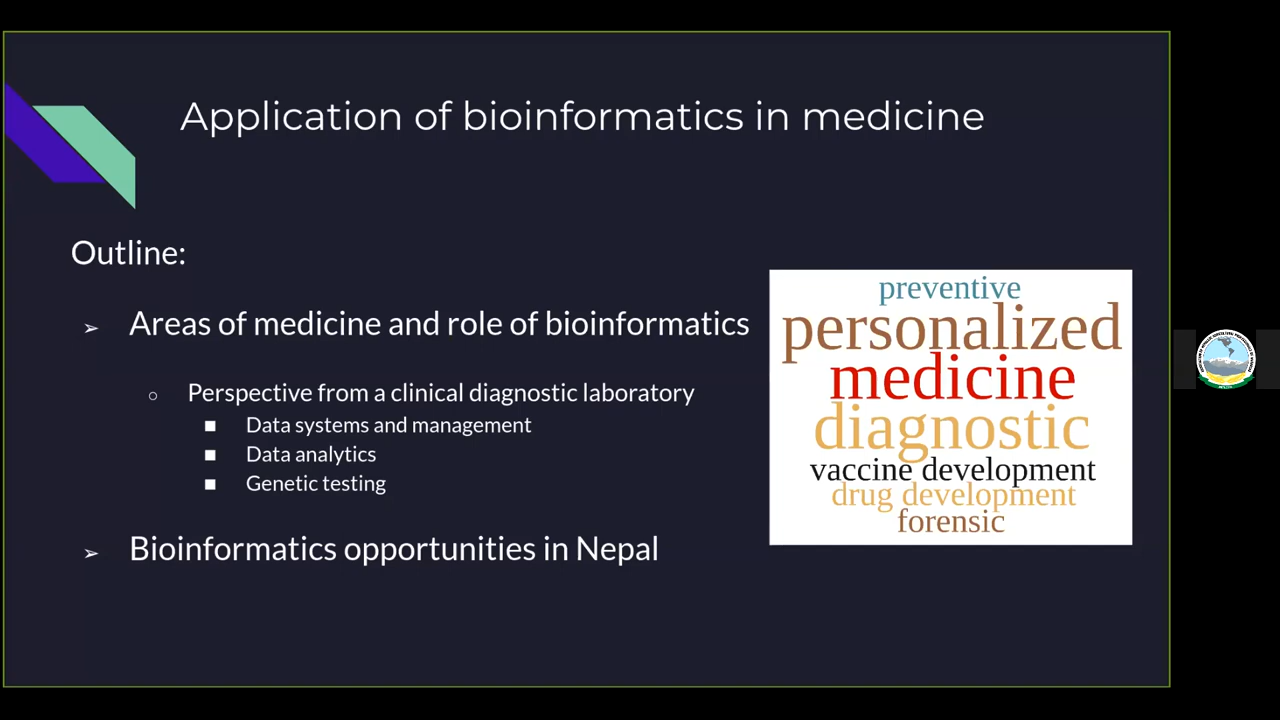 Application of bioinformatics in medicine
Outline:
➢ Areas of medicine and role of bioinformatics
○ Perspective from a clinical diagnostic laboratory
■ Data systems and management
■ Data analytics
■ Genetic testing
➢ Bioinformatics opportunities in Nepal
preventive
personalized
medicine
diagnostic
vaccine development
drug development
forensic